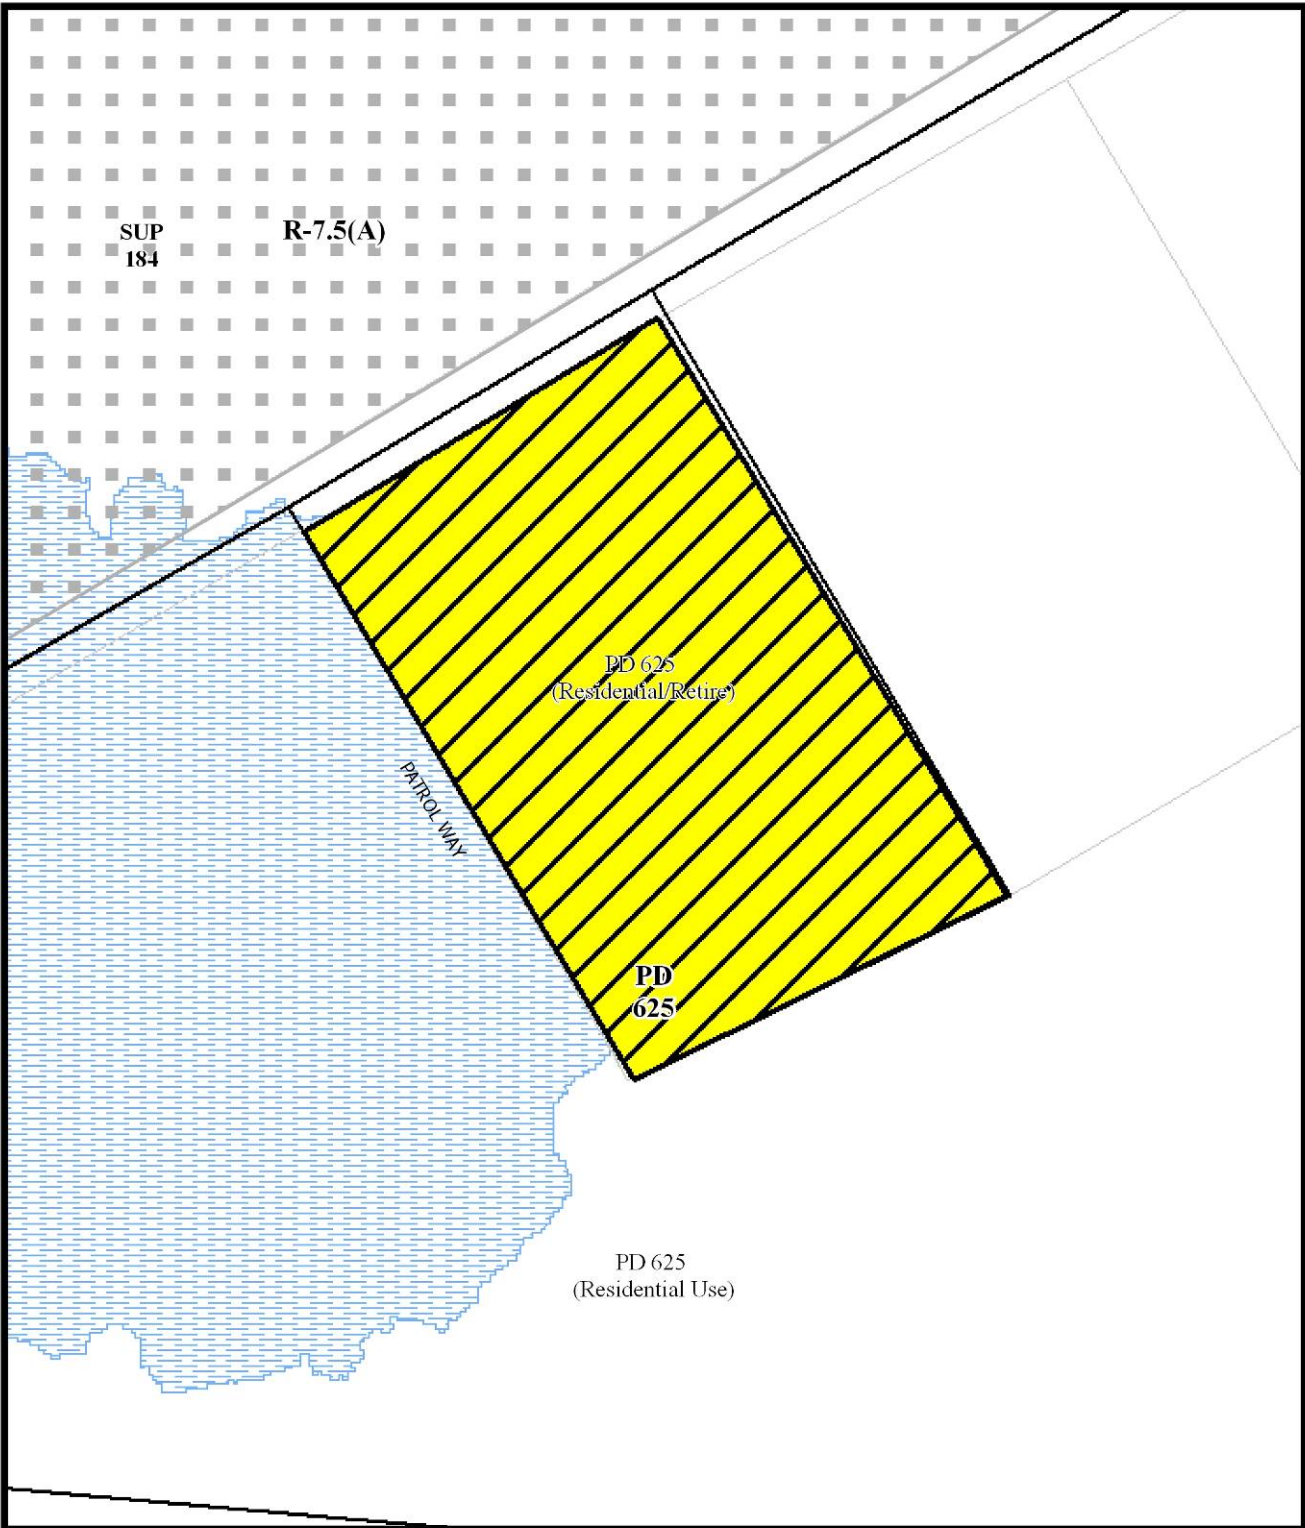 SUP
184
R-7.5(A)
PD 625
(Residential/Retire)
PATROL WAY
PD
625
PD 625
(Residential Use)